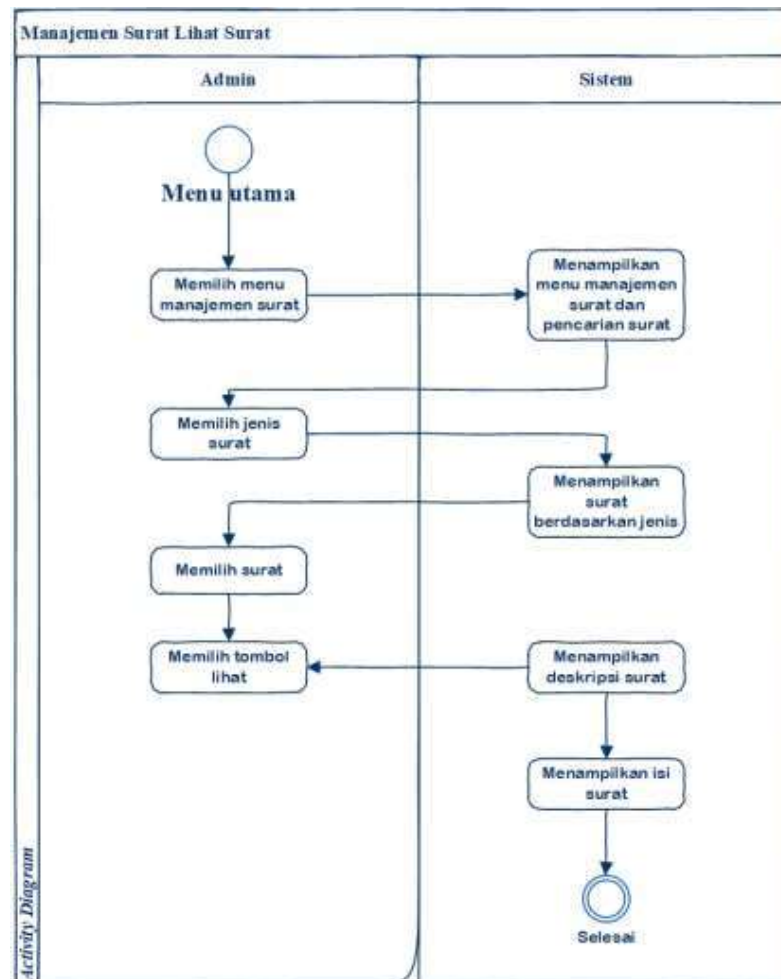 Manajemen Surat Lihat Surat
Admin
Sistem
Menu utama
Memilih menu
manajemen surat
Menampilkan
menu manajemen
surat dan
pencarian surat
Memilih jenis
surat
Menampilkan
surat
berdasarkan jenis
Memilih surat
Memilih tombol
lihat
Menampilkan
deskripsi surat
Menampilkan isi
surat
Selesai
Activity Diagram